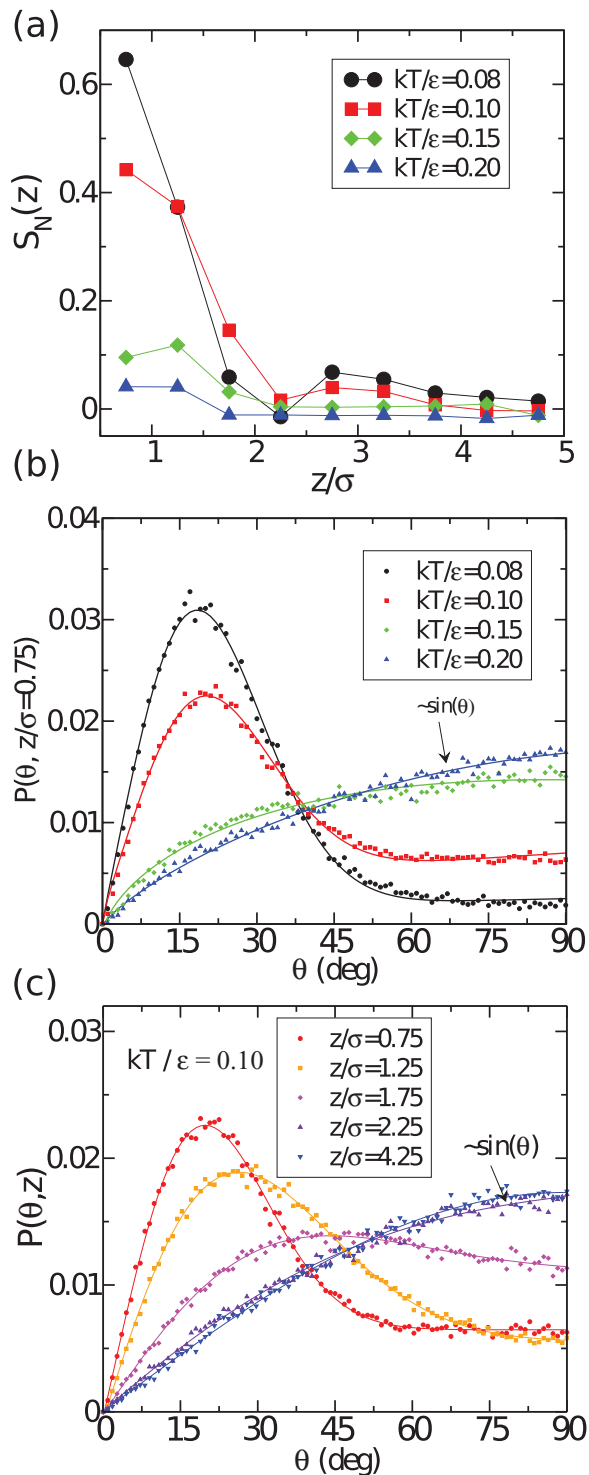 (a)
0.6
0.4
0.2
0
S_N(z)
kT/ε=0.08
kT/ε=0.10
kT/ε=0.15
kT/ε=0.20
1 2 3 4 5
z/σ
(b)
0.04
0.03
0.02
0.01
0
P(θ, z/σ=0.75)
kT/ε=0.08
kT/ε=0.10
kT/ε=0.15
kT/ε=0.20
~sin(θ)
0 15 30 45 60 75 90
θ (deg)
(c)
0.03
0.02
0.01
0
P(θ,z)
kT / ε = 0.10
z/σ=0.75
z/σ=1.25
z/σ=1.75
z/σ=2.25
z/σ=4.25
~sin(θ)
0 15 30 45 60 75 90
θ (deg)